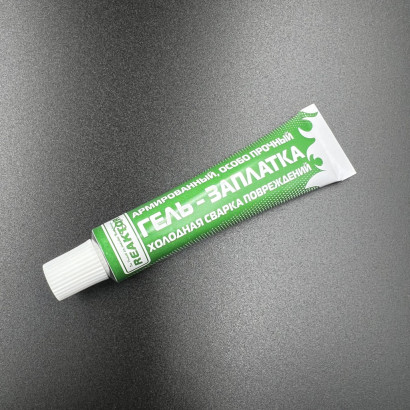 АРМИРОВАННЫЙ, ОСОБО ПРОЧНЫЙ
ГЕЛЬ - ЗАПЛАТКА
ХОЛОДНАЯ СВАРКА ПОВРЕЖДЕНИЙ